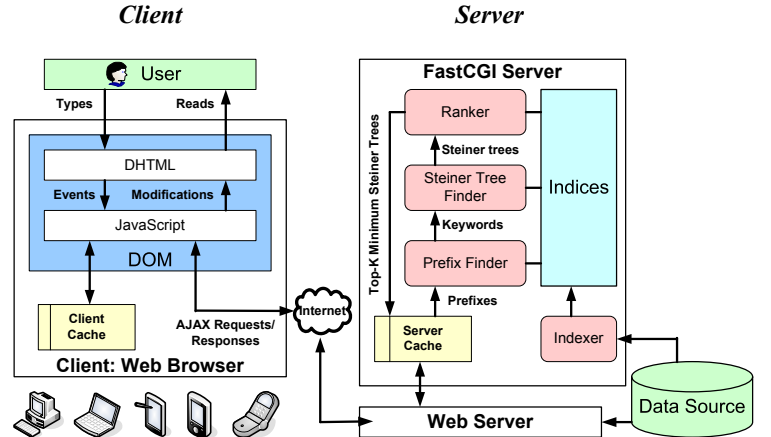 Client
Server
User
Types
Reads
DHTML
Events
Modifications
JavaScript
DOM
Client
Cache
AJAX Requests/
Responses
Client: Web Browser
Internet
FastCGI Server
Top-K Minimum Steiner Trees
Ranker
Steiner trees
Steiner Tree
Finder
Keywords
Prefix Finder
Prefixes
Server
Cache
Indices
Indexer
Web Server
Data Source